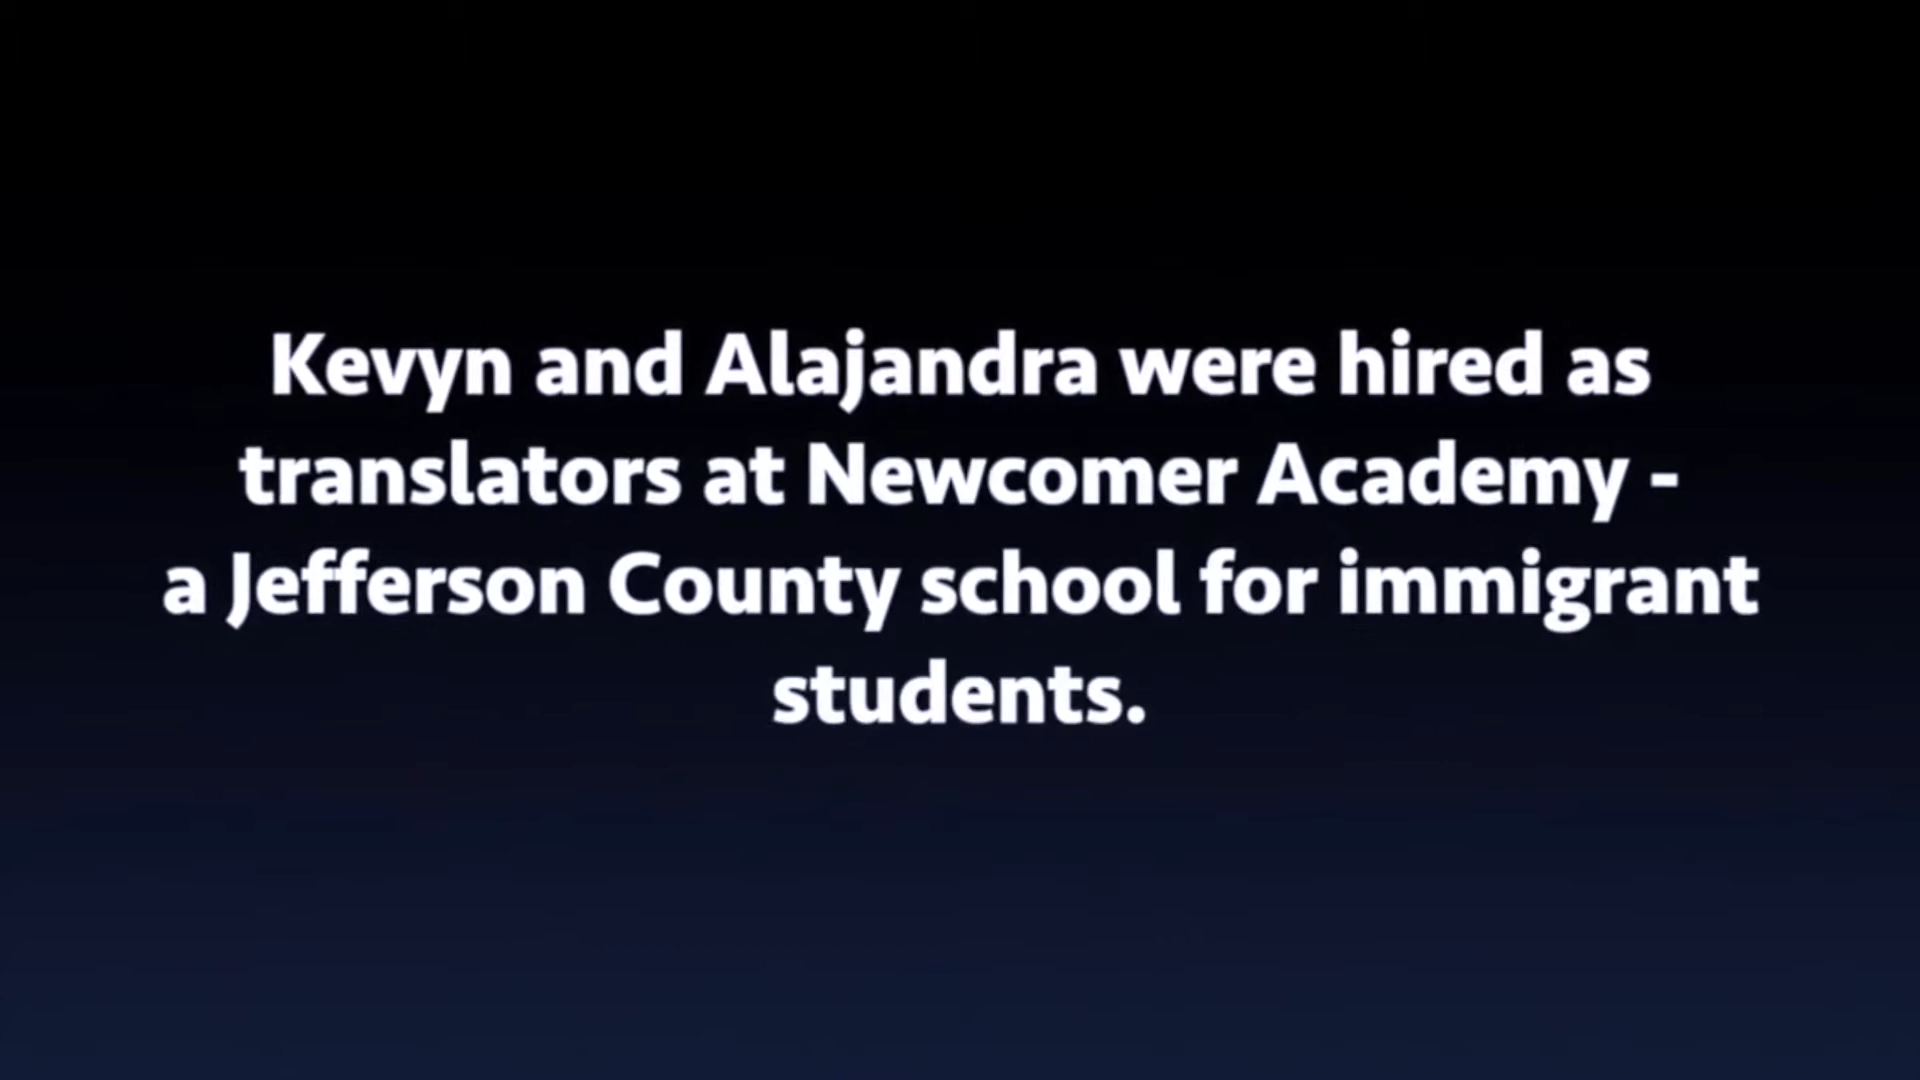 Kevyn and Alajandra were hired as
translators at Newcomer Academy -
a Jefferson County school for immigrant
students.